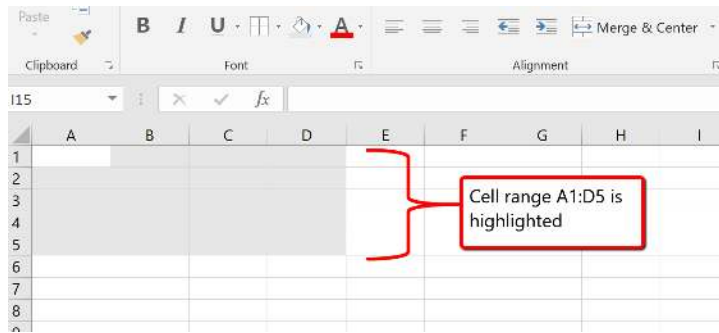 Paste
B I U A Merge & Center
Clipboard Font Alignment
I15 fx
A B C D E F G H I
1
2
3
4
5
6
7
8
9
Cell range A1:D5 is
highlighted